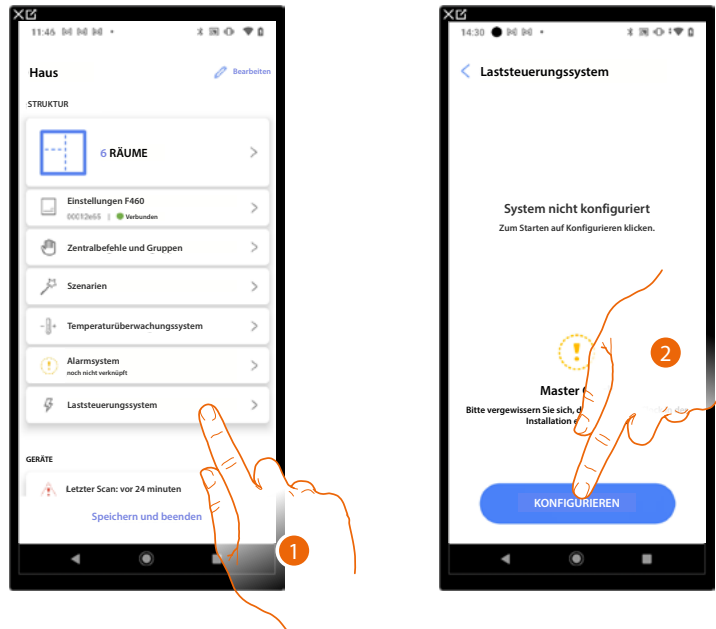 11:46
Haus
Bearbeiten
STRUKTUR
6 RÄUME
Einstellungen F460
00012e65 | Verbunden
Zentralbefehle und Gruppen
Szenarien
Temperaturüberwachungssystem
Alarmsystem
noch nicht verknüpft
Laststeuerungssystem
GERÄTE
Letzter Scan: vor 24 minuten
Speichern und beenden
1
14:30
Laststeuerungssystem
System nicht konfiguriert
Zum Starten auf Konfigurieren klicken.
2
Master
Bitte vergewissern Sie sich,
Installation
KONFIGURIEREN